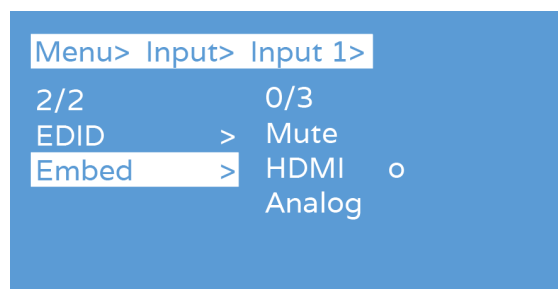 Menu> Input> Input 1>
2/2 0/3
EDID > Mute
Embed > HDMI o
Analog